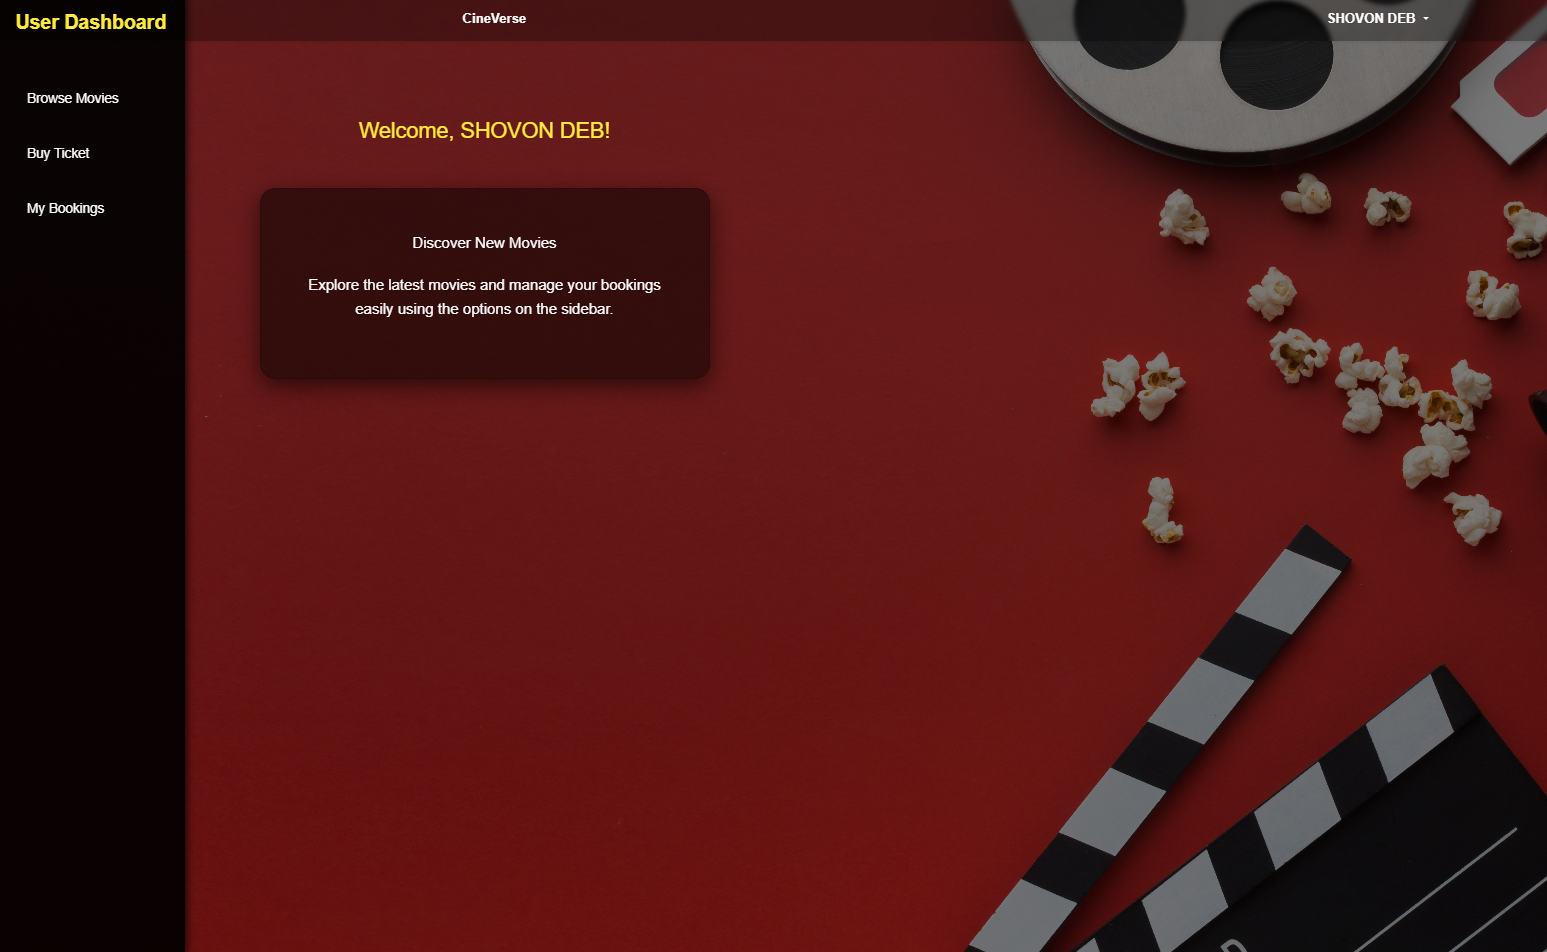 User Dashboard
CineVerse
SHOVON DEB
Browse Movies
Buy Ticket
My Bookings
Welcome, SHOVON DEB!
Discover New Movies
Explore the latest movies and manage your bookings
easily using the options on the sidebar.